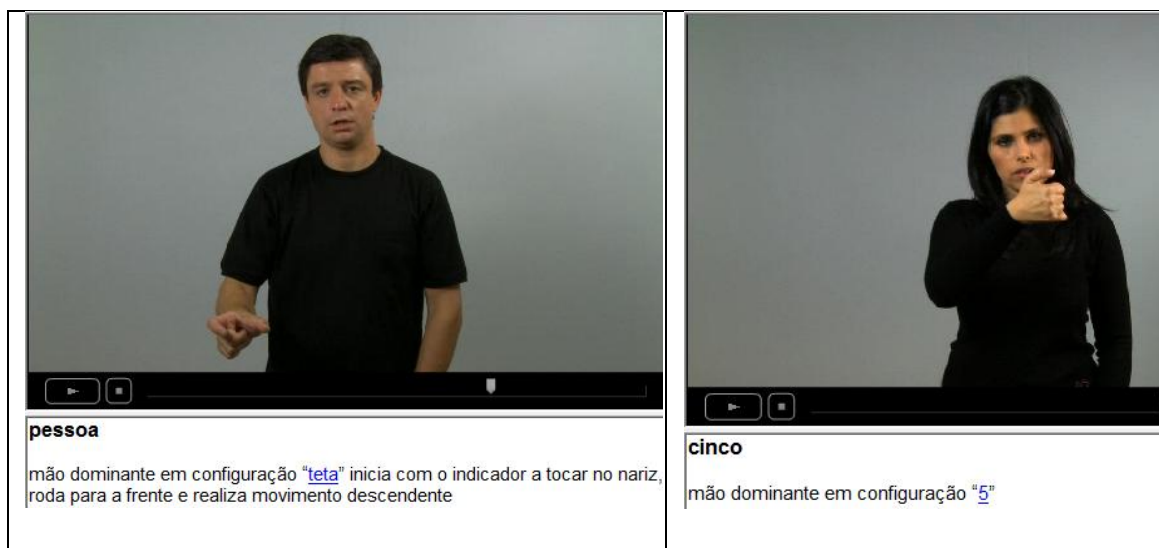 pessoa
mão dominante em configuração “teta” inicia com o indicador a tocar no nariz,
roda para a frente e realiza movimento descendente
cinco
mão dominante em configuração “5”